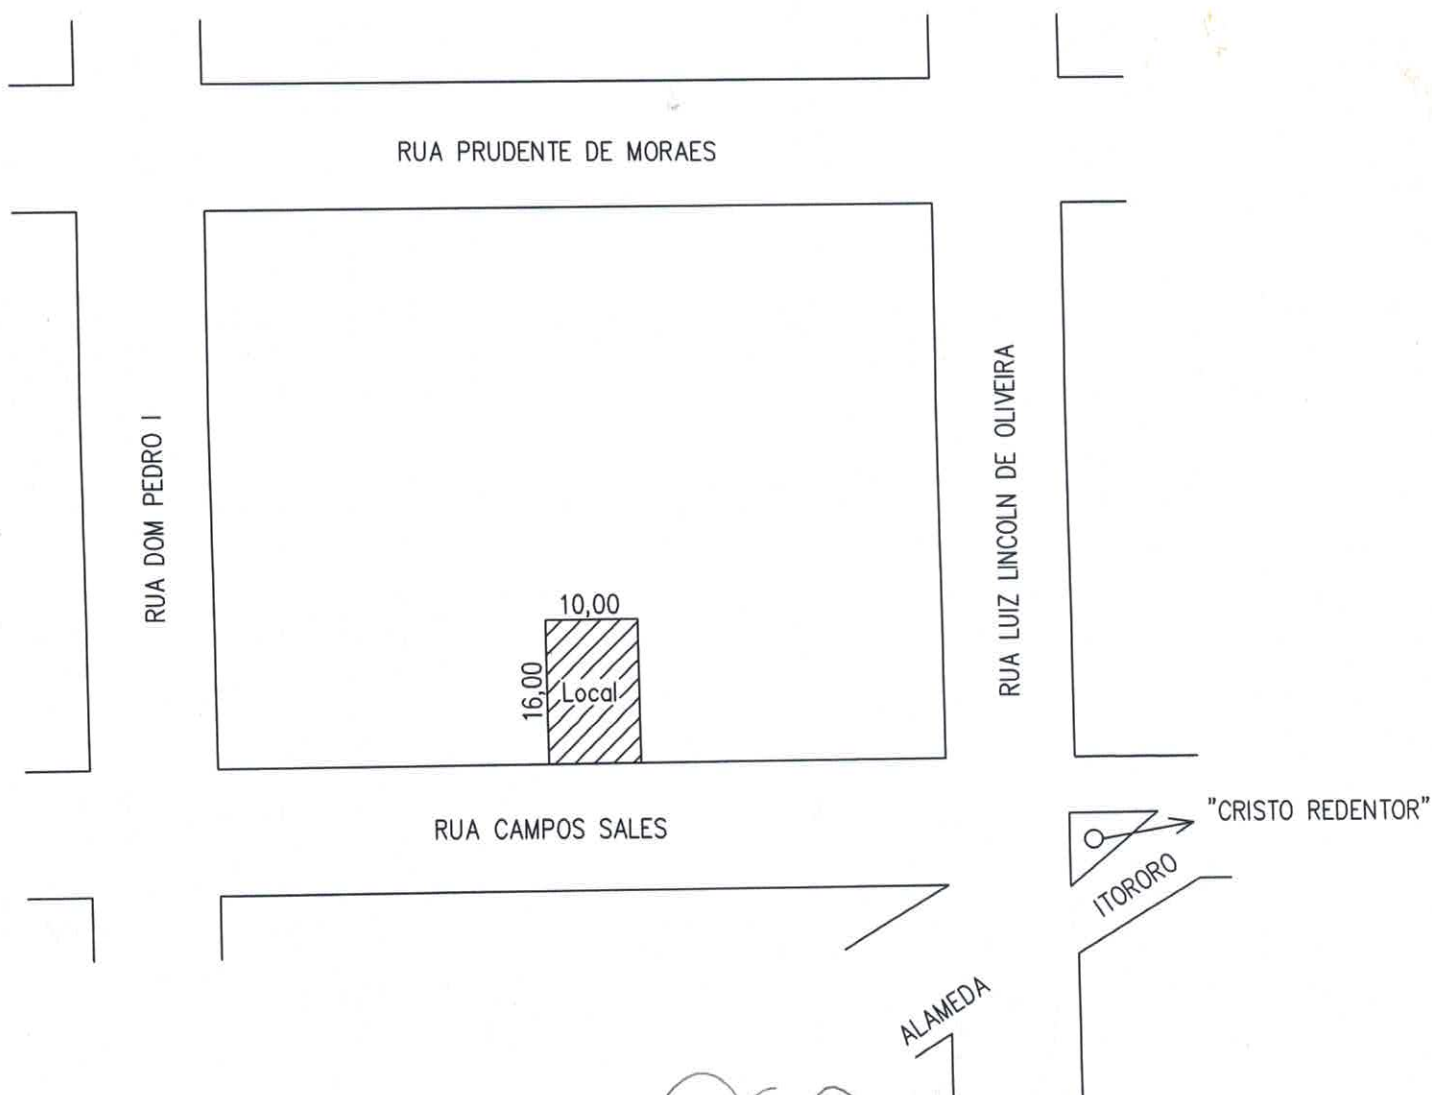 RUA PRUDENTE DE MORAES
RUA DOM PEDRO I
RUA LUIZ LINCOLN DE OLIVEIRA
10,00
16,00
Local
RUA CAMPOS SALES
"CRISTO REDENTOR"
ITORORO
ALAMEDA